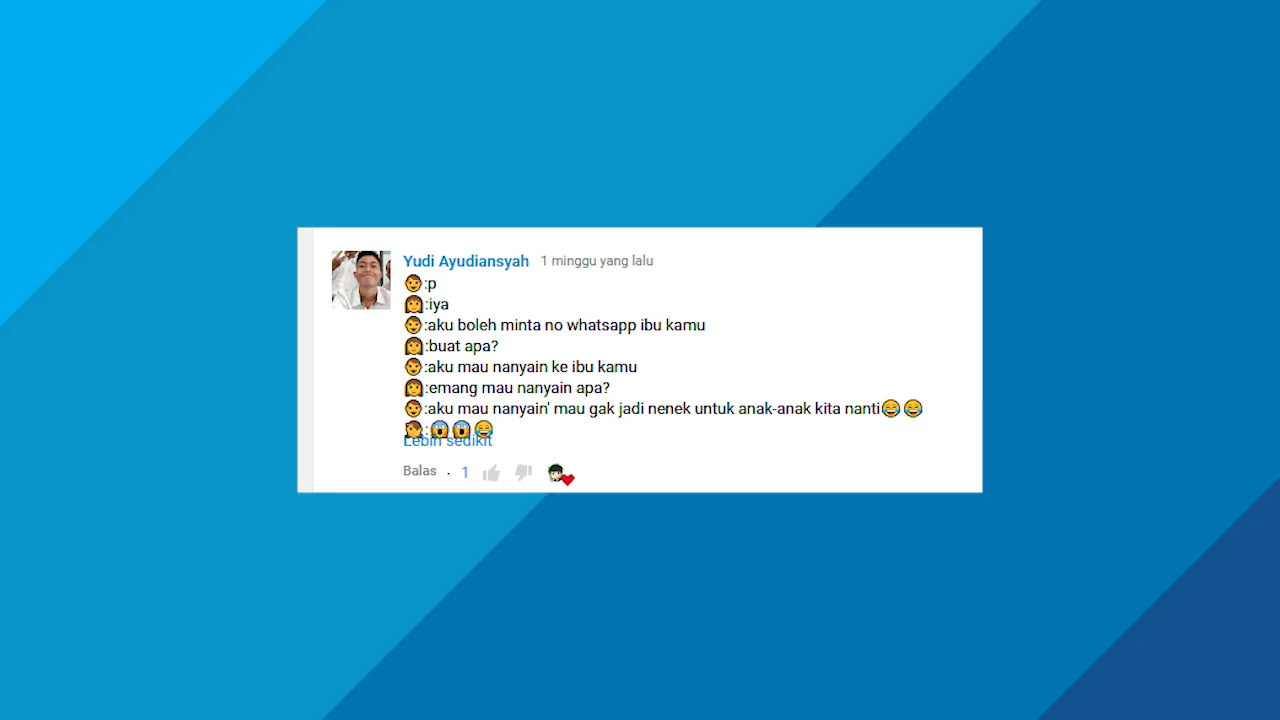 Yudi Ayudiansyah 1 minggu yang lalu
👨:p
👩:iya
👨:aku boleh minta no whatsapp ibu kamu
👩:buat apa?
👨:aku mau nanyain ke ibu kamu
👩:emang mau nanyain apa?
👨:aku mau nanyain' mau gak jadi nenek untuk anak-anak kita nanti😂😂
💁:😱😱😂
Lebih sedikit
Balas . 1